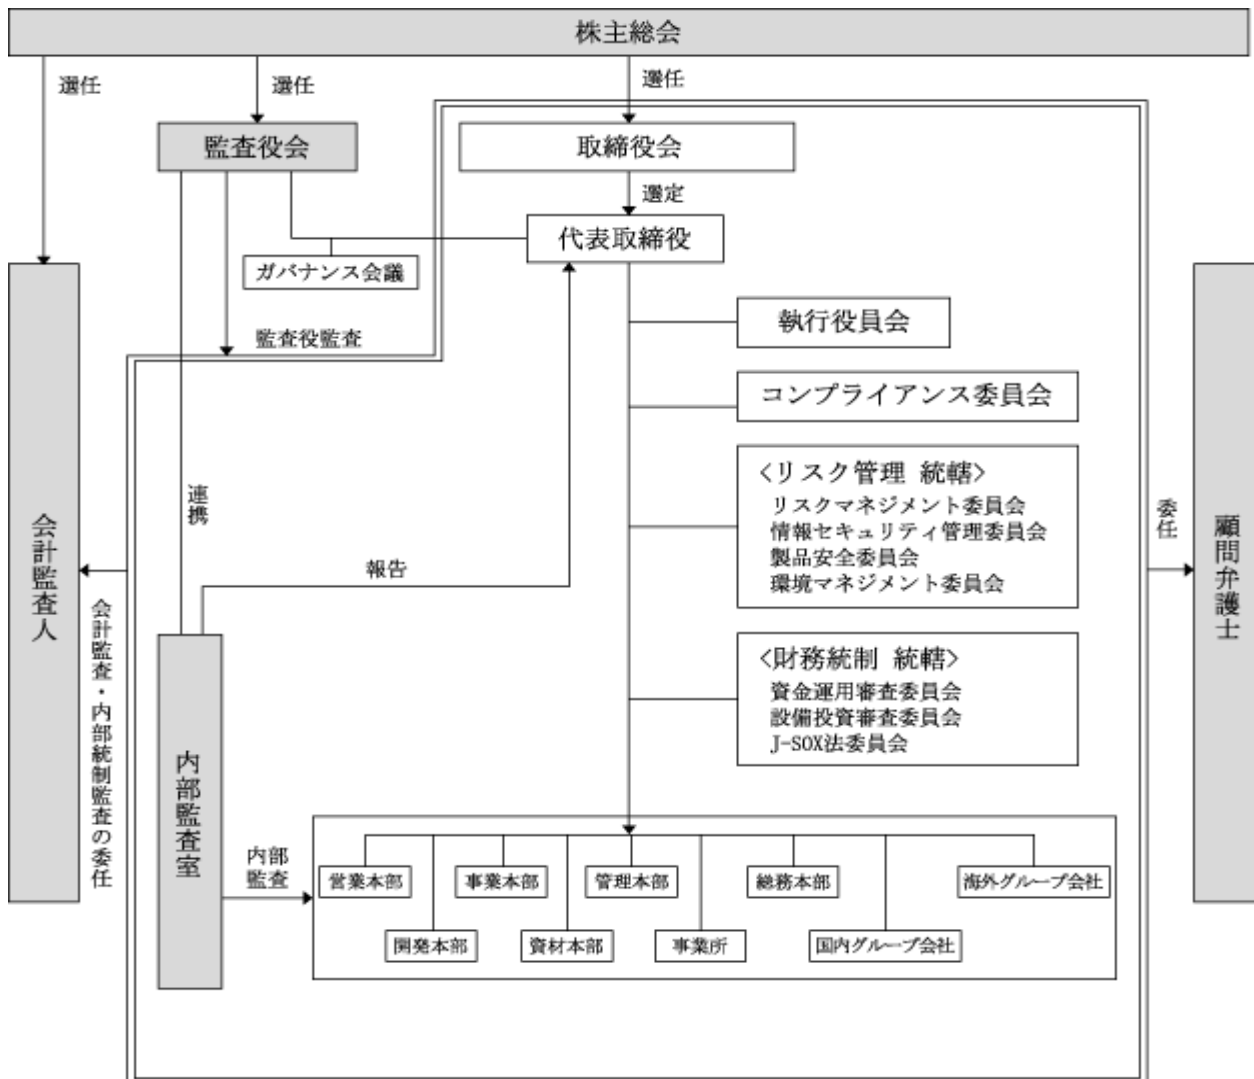 株主総会
選任
選任
選任
監査役会
取締役会
選定
代表取締役
ガバナンス会議
監査役監査
執行役員会
コンプライアンス委員会
<リスク管理 統轄>
リスクマネジメント委員会
情報セキュリティ管理委員会
製品安全委員会
環境マネジメント委員会
連携
委任
会計監査人
顧問弁護士
報告
会計監査・内部統制監査の委任
<財務統制 統轄>
資金運用審査委員会
設備投資審査委員会
J-SOX法委員会
内部監査室
内部
監査
営業本部
事業本部
管理本部
総務本部
海外グループ会社
開発本部
資材本部
事業所
国内グループ会社